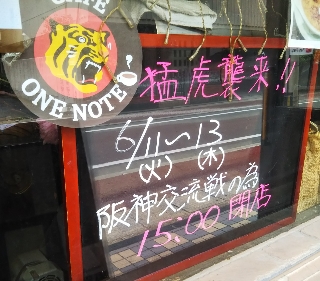 CAFE
ONE NOTE
猛虎襲来!!
6/11～13
(火) (木)
阪神交流戦の為
15:00 閉店